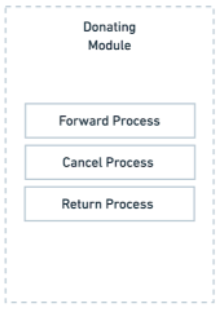 Donating
Module
Forward Process
Cancel Process
Return Process